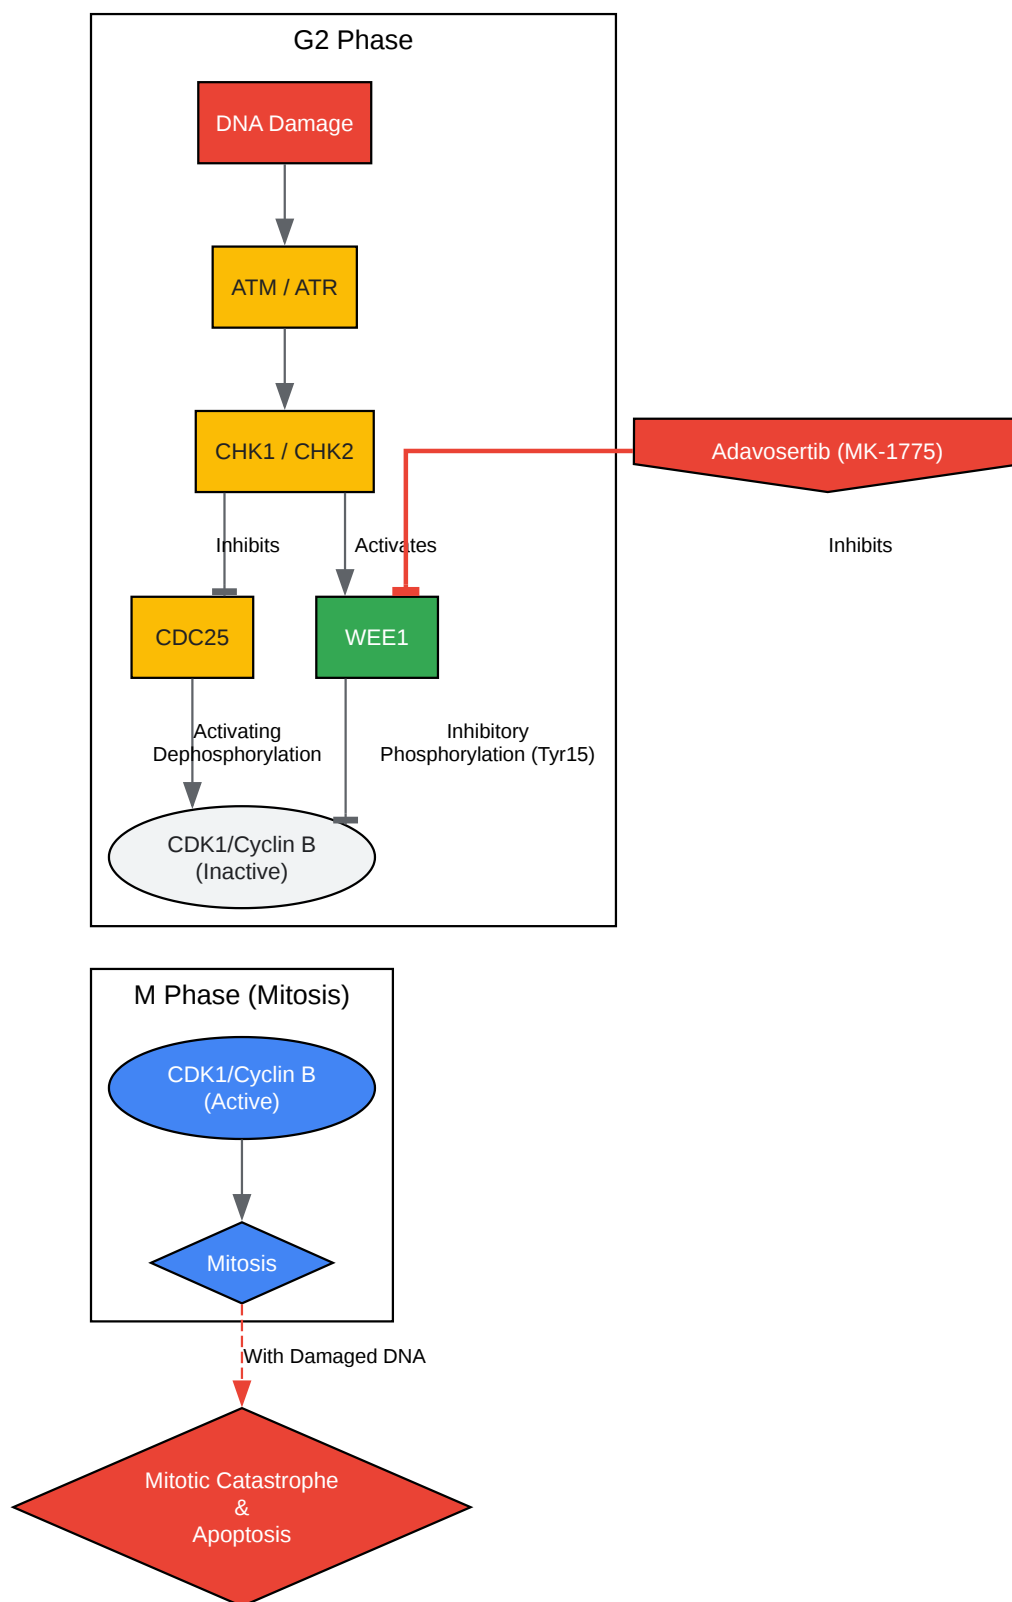 G2 Phase
DNA Damage
ATM / ATR
CHK1 / CHK2
Adavosertib (MK-1775)
Inhibits
Activates
Inhibits
CDC25
WEE1
Activating
Dephosphorylation
Inhibitory
Phosphorylation (Tyr15)
CDK1/Cyclin B
(Inactive)
M Phase (Mitosis)
CDK1/Cyclin B
(Active)
Mitosis
With Damaged DNA
Mitotic Catastrophe
&
Apoptosis